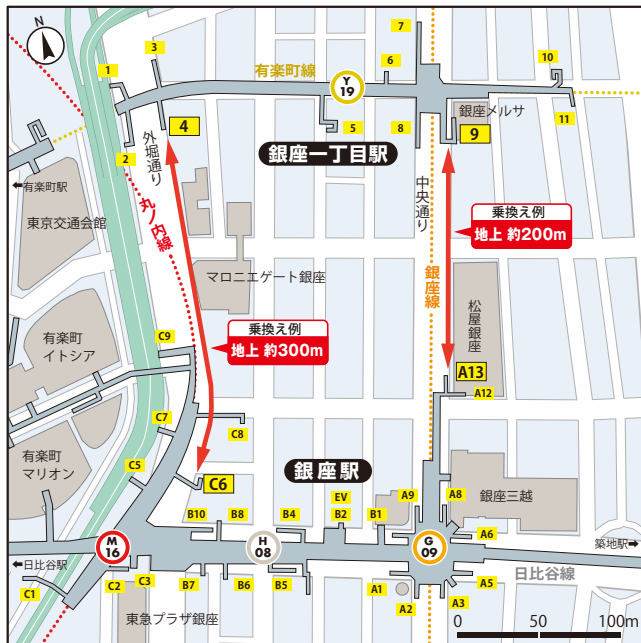 N
7
3
6
10
1
有楽町線
Y
19
銀座メルサ
4
5
8
9
11
2
外堀通り
銀座一丁目駅
中央通り
←有楽町駅
東京交通会館
丸ノ内線
乗換え例
地上 約200m
マロニエゲート銀座
銀座線
松屋銀座
乗換え例
地上 約300m
有楽町
イトシア
C9
A13
A12
C7
C8
有楽町
マリオン
C5
C6
銀座駅
銀座三越
B10
B8
B4
EV
B2
B1
A9
A8
A6
築地駅→
M
16
H
08
G
09
←日比谷駅
日比谷線
C1
C2
C3
B7
B6
B5
A1
A2
A3
A5
東急プラザ銀座
0
50
100m